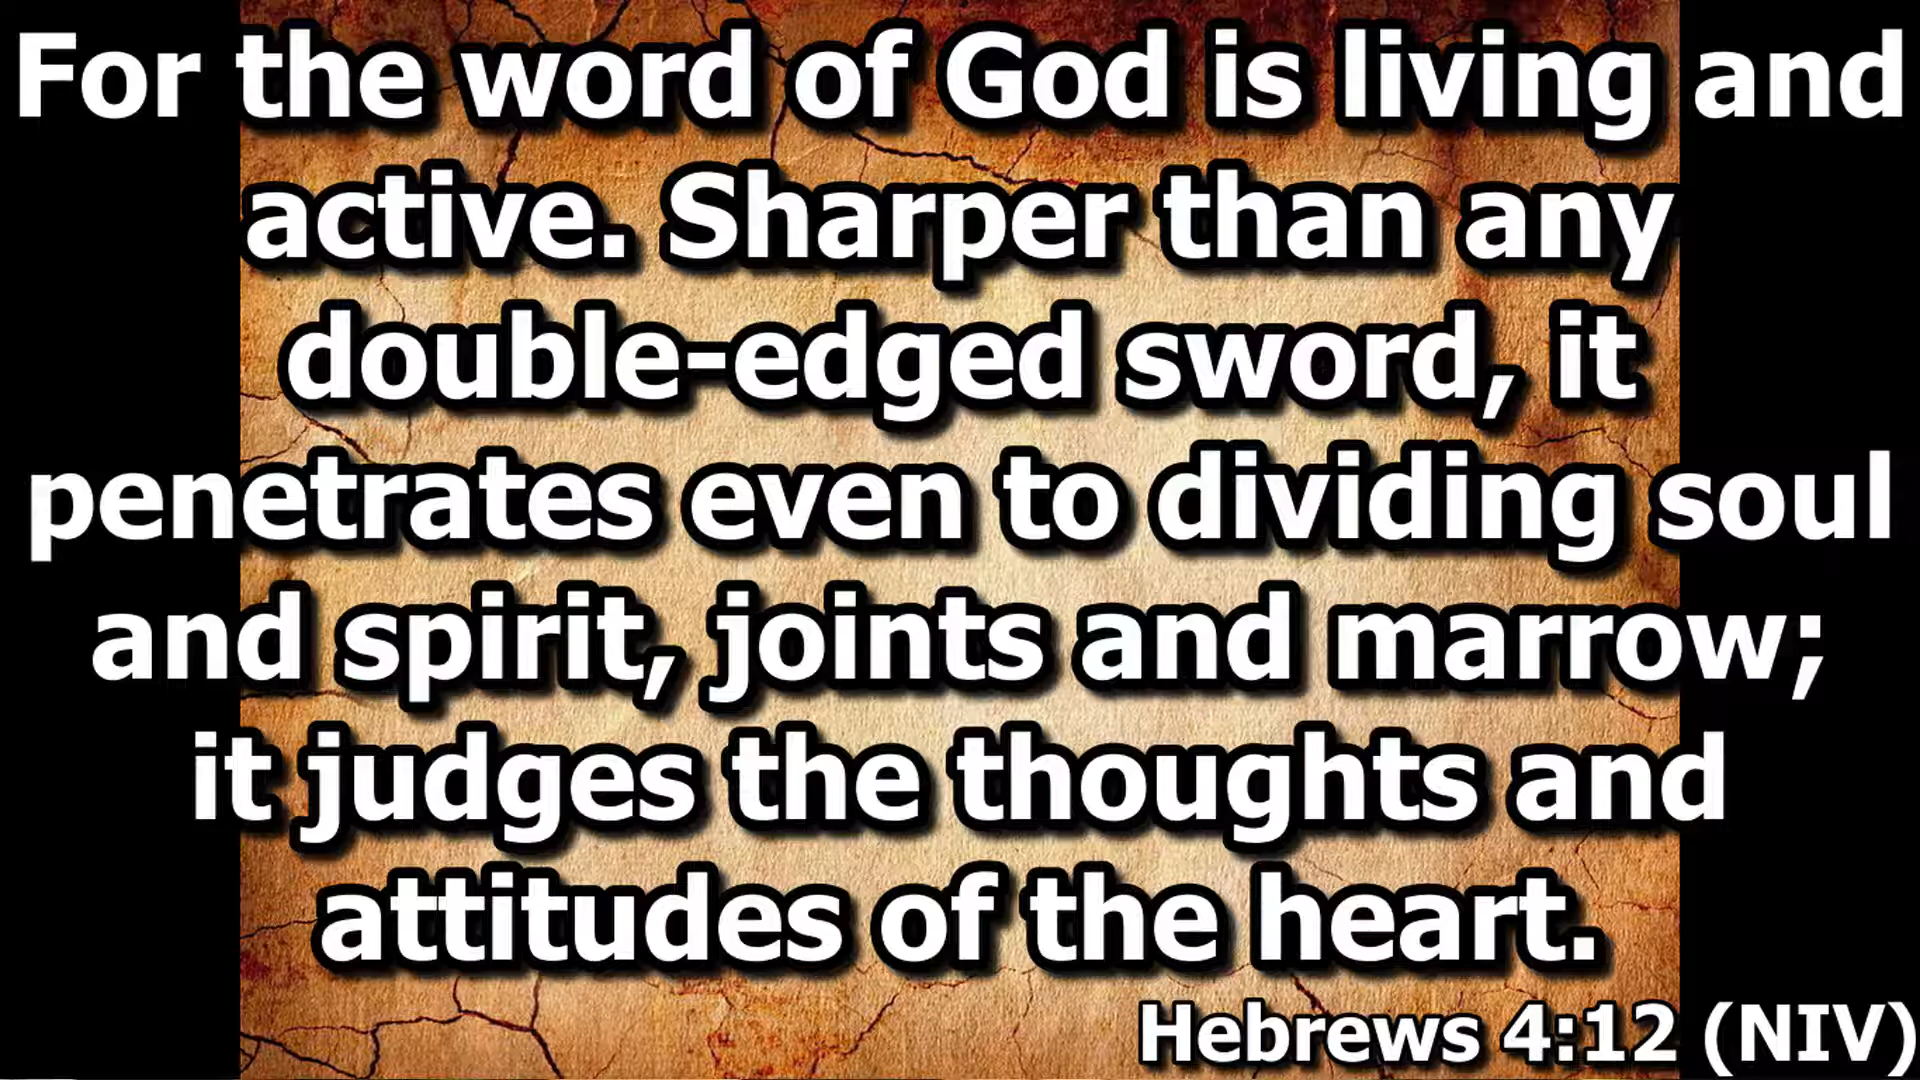 For the word of God is living and
active. Sharper than any
double-edged sword, it
penetrates even to dividing soul
and spirit, joints and marrow;
it judges the thoughts and
attitudes of the heart.
Hebrews 4:12 (NIV)